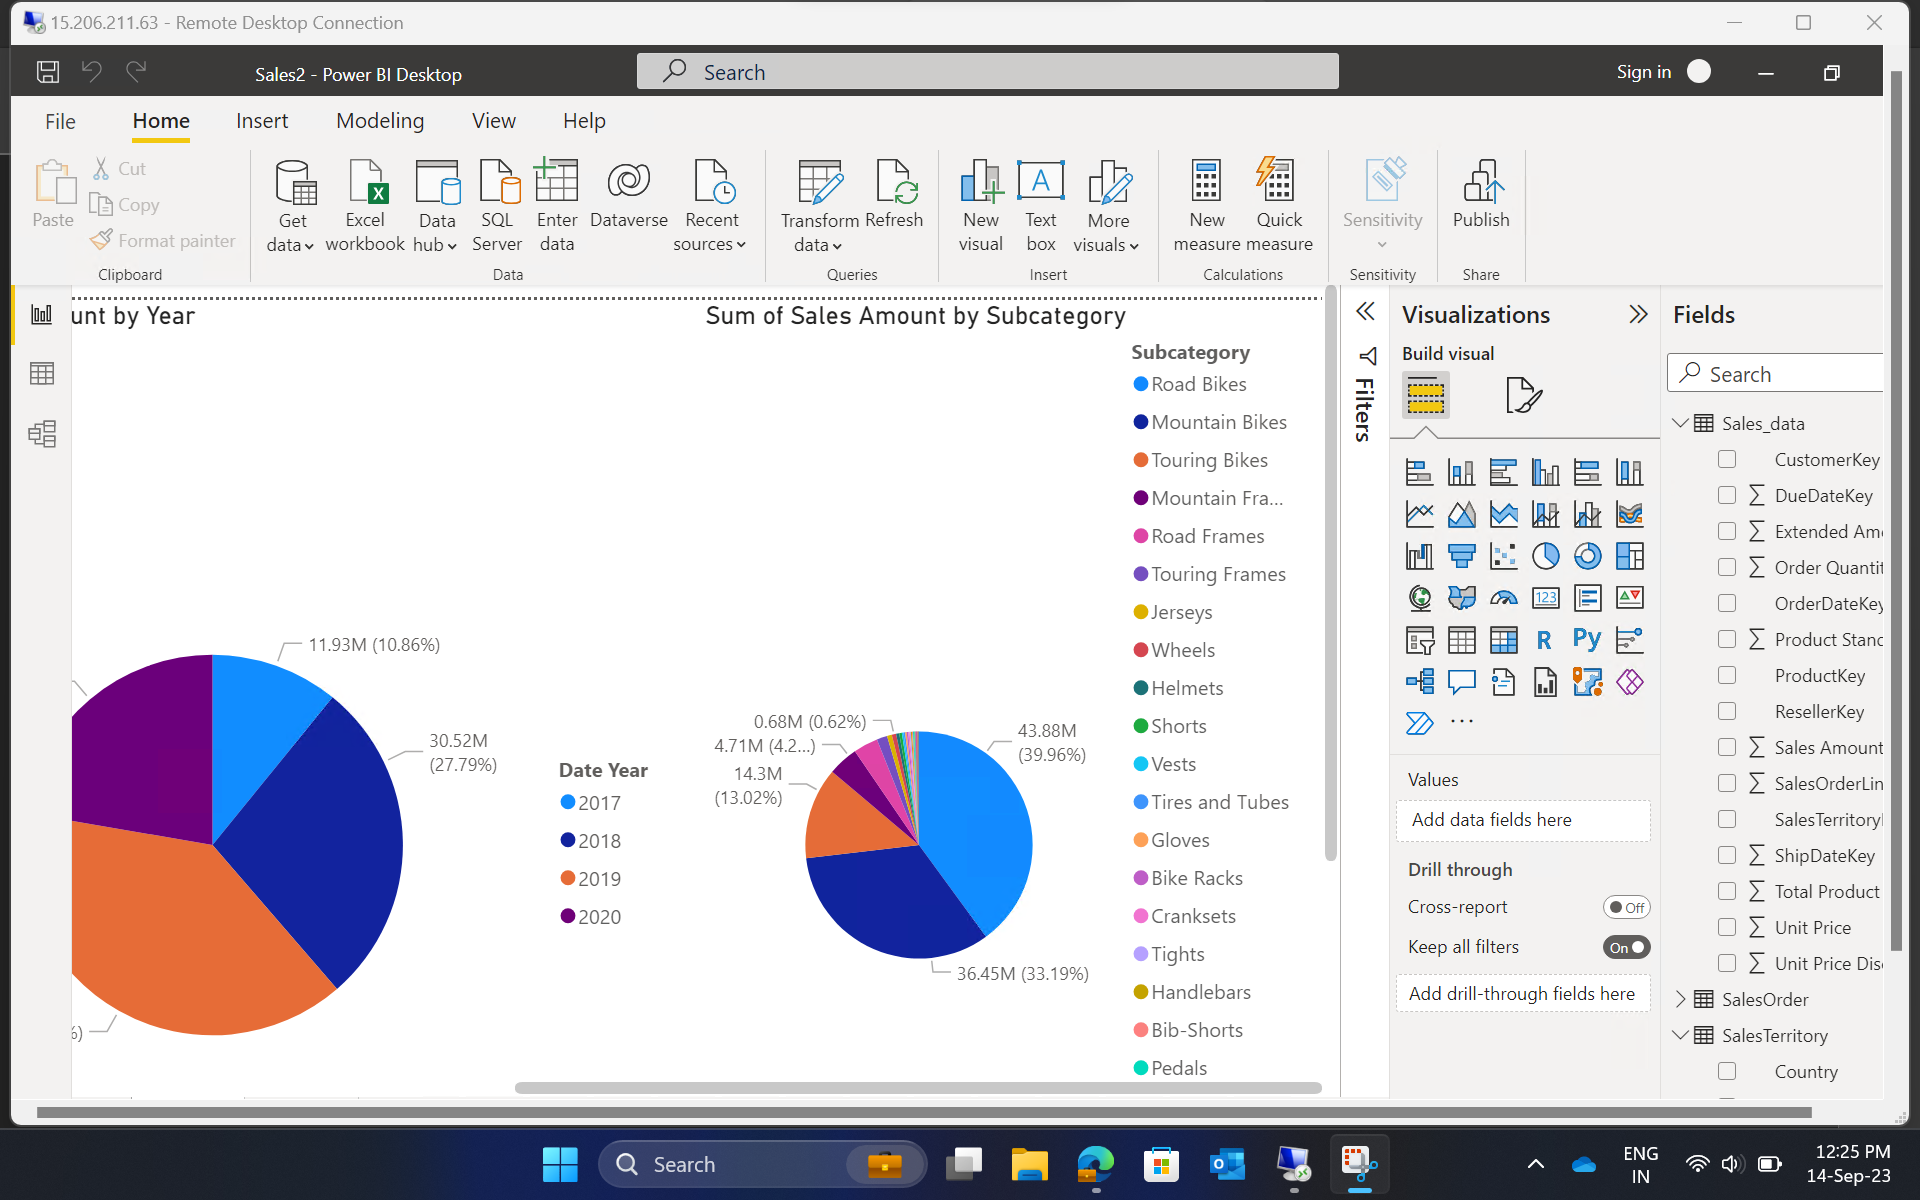 15.206.211.63 - Remote Desktop Connection
Sales2 - Power BI Desktop
Search
Sign in
File
Home
Insert
Modeling
View
Help
Paste
Cut
Copy
Format painter
Clipboard
Get data
Excel workbook
Data hub
SQL Server
Enter data
Dataverse
Recent sources
Data
Transform data
Refresh
Queries
New visual
Text box
More visuals
Insert
New measure
Quick measure
Calculations
Sensitivity
Sensitivity
Publish
Share
unt by Year
11.93M (10.86%)
30.52M
(27.79%)
%)
Date Year
2017
2018
2019
2020
Sum of Sales Amount by Subcategory
0.68M (0.62%)
4.71M (4.2...)
14.3M
(13.02%)
43.88M
(39.96%)
36.45M (33.19%)
Subcategory
Road Bikes
Mountain Bikes
Touring Bikes
Mountain Fra...
Road Frames
Touring Frames
Jerseys
Wheels
Helmets
Shorts
Vests
Tires and Tubes
Gloves
Bike Racks
Cranksets
Tights
Handlebars
Bib-Shorts
Pedals
Filters
Visualizations
Build visual
123
R
Py
...
Values
Add data fields here
Drill through
Cross-report
Off
Keep all filters
On
Add drill-through fields here
Fields
Search
Sales_data
CustomerKey
DueDateKey
Extended Am
Order Quantit
OrderDateKey
Product Stanc
ProductKey
ResellerKey
Sales Amount
SalesOrderLin
SalesTerritory
ShipDateKey
Total Product
Unit Price
Unit Price Dis
SalesOrder
SalesTerritory
Country
Search
ENG
IN
12:25 PM
14-Sep-23